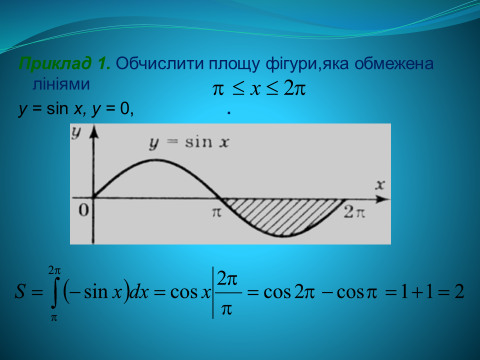 Приклад 1. Обчислити площу фігури,яка обмежена
лініями π ≤ x ≤ 2π
y = sin x, y = 0, .
y
y = sin x
x
0 π 2π
S = ∫_π^{2π} (− sin x)dx = cos x |_π^{2π} = cos 2π − cos π = 1 + 1 = 2